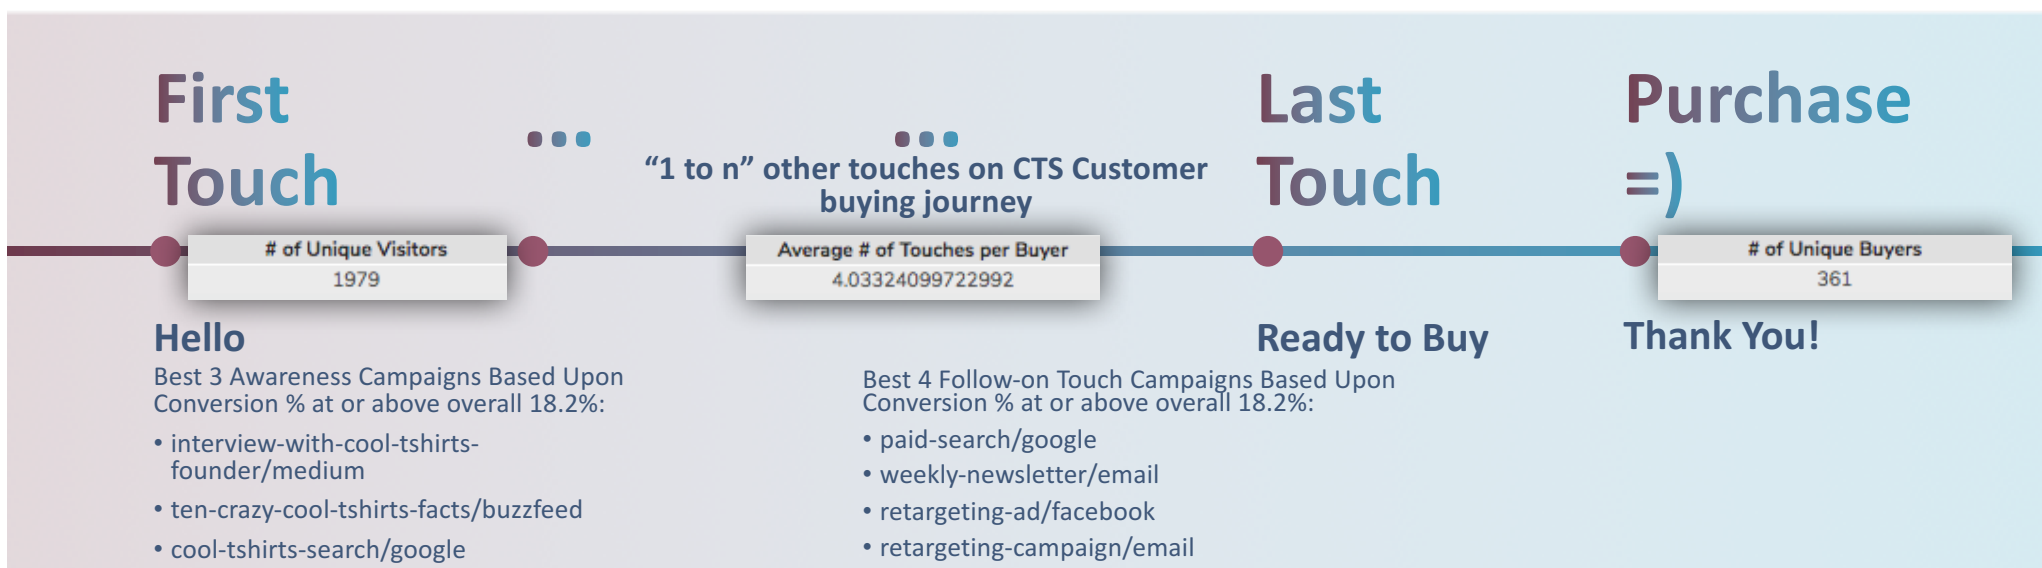 First
Touch
...
...
“1 to n” other touches on CTS Customer
buying journey
Last
Touch
Purchase
=)
# of Unique Visitors
1979
Average # of Touches per Buyer
4.03324099722992
# of Unique Buyers
361
Hello
Best 3 Awareness Campaigns Based Upon
Conversion % at or above overall 18.2%:
• interview-with-cool-tshirts-
founder/medium
• ten-crazy-cool-tshirts-facts/buzzfeed
• cool-tshirts-search/google
Best 4 Follow-on Touch Campaigns Based Upon
Conversion % at or above overall 18.2%:
• paid-search/google
• weekly-newsletter/email
• retargeting-ad/facebook
• retargeting-campaign/email
Ready to Buy
Thank You!